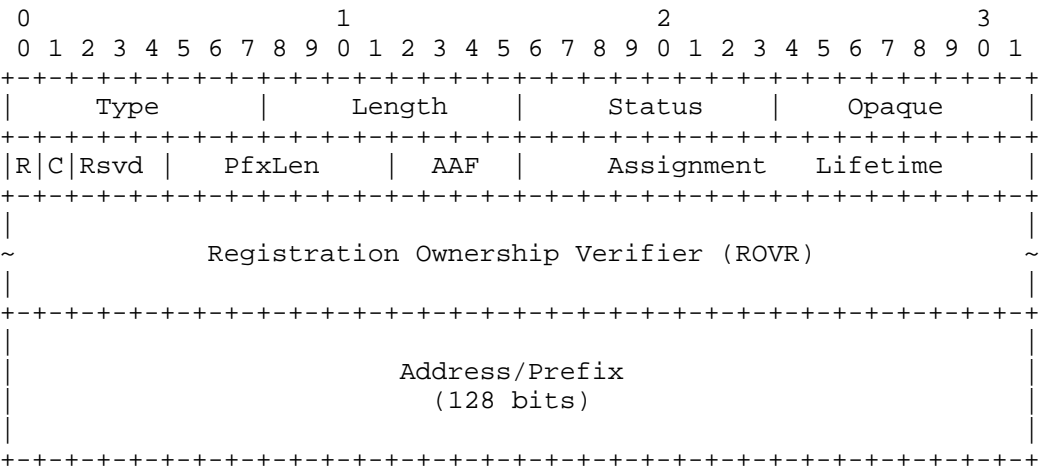 0                   1                   2                   3
 0 1 2 3 4 5 6 7 8 9 0 1 2 3 4 5 6 7 8 9 0 1 2 3 4 5 6 7 8 9 0 1
+-+-+-+-+-+-+-+-+-+-+-+-+-+-+-+-+-+-+-+-+-+-+-+-+-+-+-+-+-+-+-+-+
|     Type      |     Length    |     Status    |    Opaque     |
+-+-+-+-+-+-+-+-+-+-+-+-+-+-+-+-+-+-+-+-+-+-+-+-+-+-+-+-+-+-+-+-+
|R|C|Rsvd |   PfxLen    |  AAF  |     Assignment   Lifetime     |
+-+-+-+-+-+-+-+-+-+-+-+-+-+-+-+-+-+-+-+-+-+-+-+-+-+-+-+-+-+-+-+-+
|                                                               |
~            Registration Ownership Verifier (ROVR)             ~
|                                                               |
+-+-+-+-+-+-+-+-+-+-+-+-+-+-+-+-+-+-+-+-+-+-+-+-+-+-+-+-+-+-+-+-+
|                                                               |
|                        Address/Prefix                         |
|                          (128 bits)                           |
|                                                               |
+-+-+-+-+-+-+-+-+-+-+-+-+-+-+-+-+-+-+-+-+-+-+-+-+-+-+-+-+-+-+-+-+